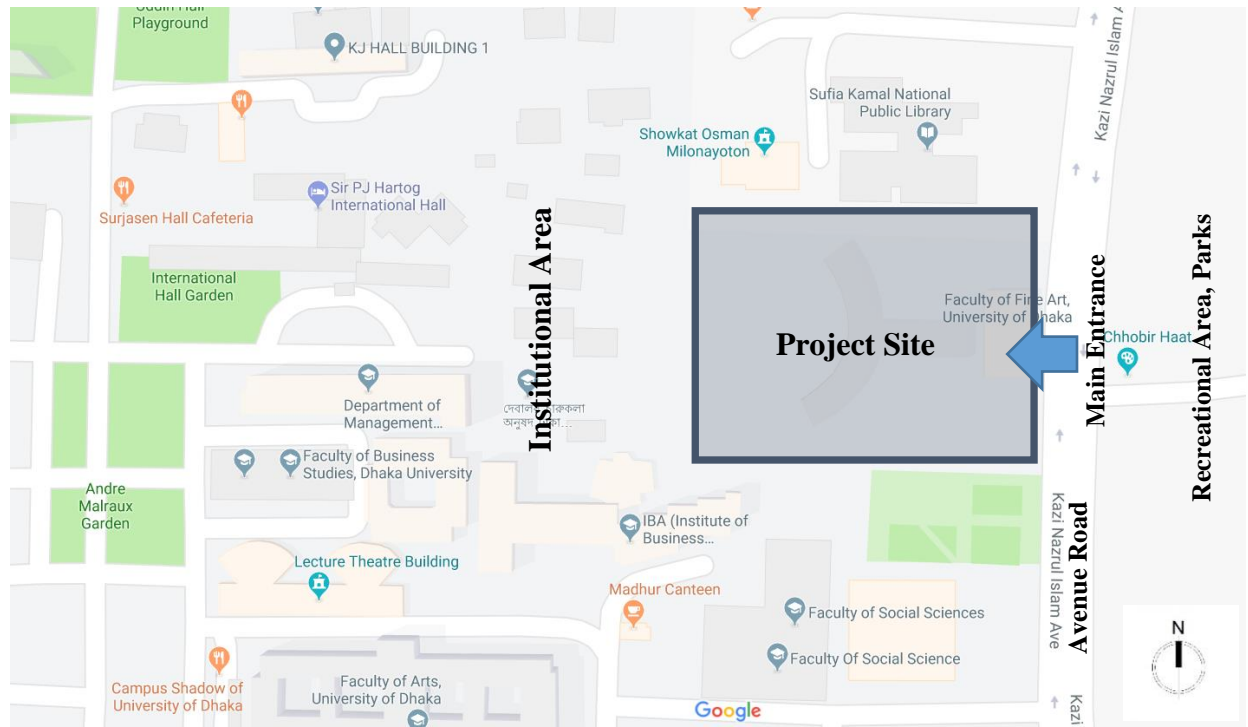 Uddin Hall
Playground
KJ HALL BUILDING 1
Kazi Nazrul Islam A
Sufia Kamal National
Public Library
Showkat Osman
Milonayoton
Sir PJ Hartog
International Hall
Surjasen Hall Cafeteria
International
Hall Garden
Institutional Area
Project Site
Faculty of Fine Art,
University of Dhaka
Main Entrance
Chhobir Haat
Recreational Area, Parks
Department of
Management...
অনুষদ
Faculty of Business
Studies, Dhaka University
Andre
Malraux
Garden
IBA (Institute of
Business...
Lecture Theatre Building
Madhur Canteen
Faculty of Social Sciences
Faculty Of Social Science
Kazi Nazrul Islam Ave
Avenue Road
N
Campus Shadow of
University of Dhaka
Faculty of Arts,
University of Dhaka
Google
Kazi